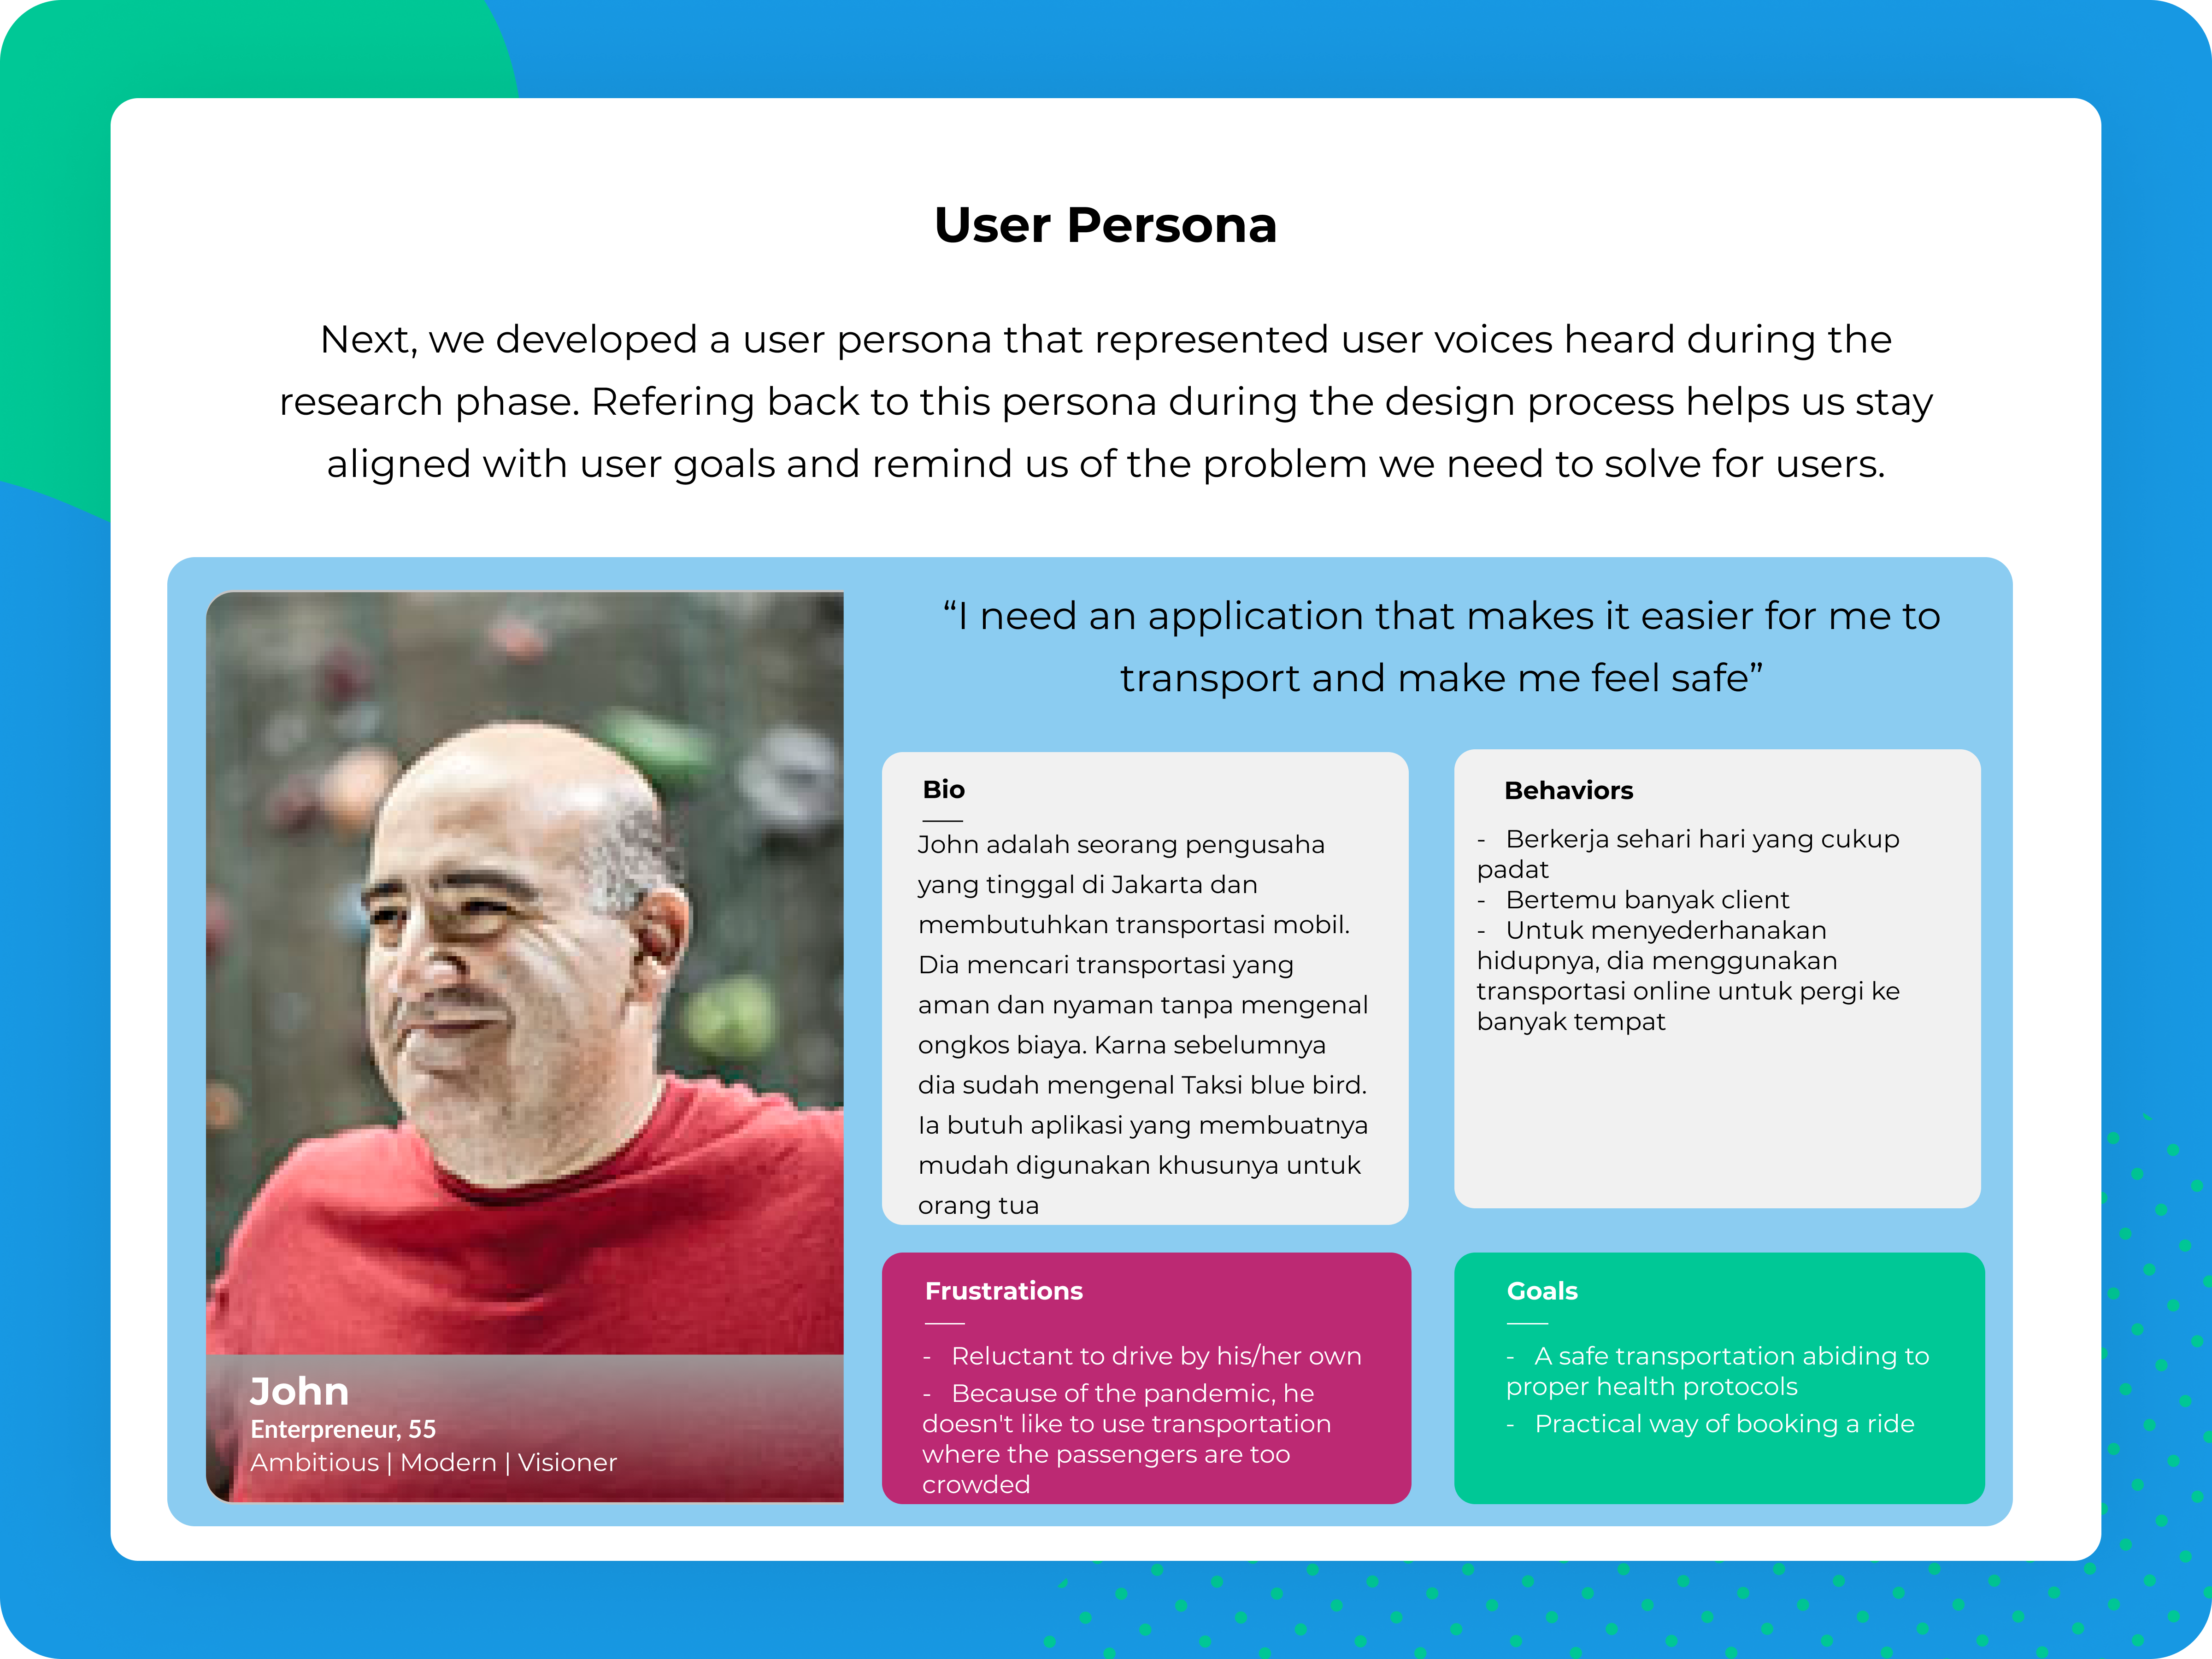 User Persona
Next, we developed a user persona that represented user voices heard during the
research phase. Refering back to this persona during the design process helps us stay
aligned with user goals and remind us of the problem we need to solve for users.
“I need an application that makes it easier for me to
transport and make me feel safe”
Bio
John adalah seorang pengusaha
yang tinggal di Jakarta dan
membutuhkan transportasi mobil.
Dia mencari transportasi yang
aman dan nyaman tanpa mengenal
ongkos biaya. Karna sebelumnya
dia sudah mengenal Taksi blue bird.
Ia butuh aplikasi yang membuatnya
mudah digunakan khusunya untuk
orang tua
Behaviors
- Berkerja sehari hari yang cukup
padat
- Bertemu banyak client
- Untuk menyederhanakan
hidupnya, dia menggunakan
transportasi online untuk pergi ke
banyak tempat
Frustrations
- Reluctant to drive by his/her own
- Because of the pandemic, he
doesn't like to use transportation
where the passengers are too
crowded
Goals
- A safe transportation abiding to
proper health protocols
- Practical way of booking a ride
John
Enterpreneur, 55
Ambitious | Modern | Visioner